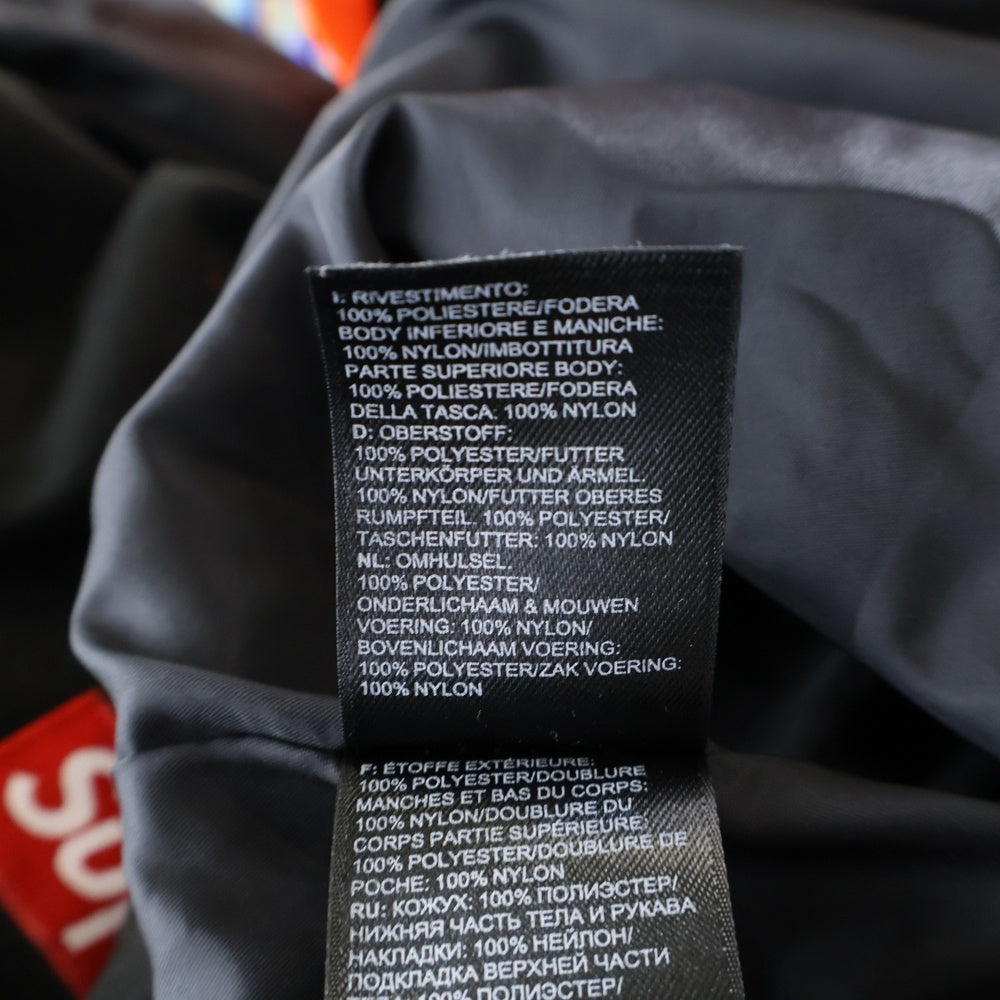 I: RIVESTIMENTO:
100% POLIESTERE/FODERA
BODY INFERIORE E MANICHE:
100% NYLON/IMBOTTITURA
PARTE SUPERIORE BODY:
100% POLIESTERE/FODERA
DELLA TASCA. 100% NYLON
D: OBERSTOFF:
100% POLYESTER/FUTTER
UNTERKÖRPER UND ÄRMEL.
100% NYLON/FUTTER OBERES
RUMPFTEIL. 100% POLYESTER/
TASCHENFUTTER: 100% NYLON
NL: OMHULSEL.
100% POLYESTER/
ONDERLICHAAM & MOUWEN
VOERING: 100% NYLON/
BOVENLICHAAM VOERING:
100% POLYESTER/ZAK VOERING:
100% NYLON
F: ÉTOFFE EXTÉRIEURE:
100% POLYESTER/DOUBLURE
MANCHES ET BAS DU CORPS:
100% NYLON/DOUBLURE DU
CORPS PARTIE SUPÉRIEURE:
100% POLYESTER/DOUBLURE DE
POCHE: 100% NYLON
RU: КОЖУХ: 100% ПОЛИЭСТЕР/
НИЖНЯЯ ЧАСТЬ ТЕЛА И РУКАВА
НАКЛАДКИ: 100% НЕЙЛОН/
ПОДКЛАДКА ВЕРХНЕЙ ЧАСТИ
ТЕЛА: 100% ПОЛИЭСТЕР/